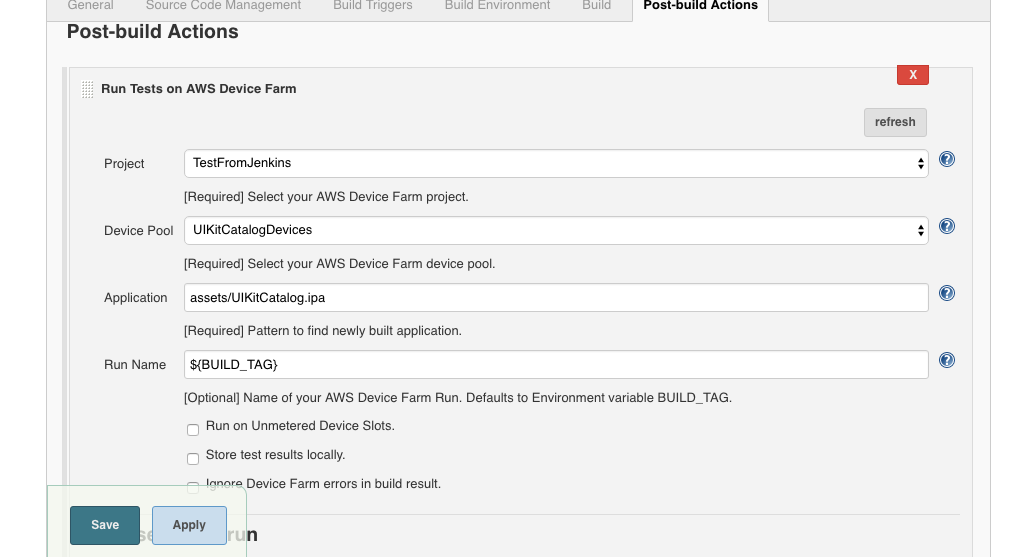 General Source Code Management Build Triggers Build Environment Build Post-build Actions
Post-build Actions
X
Run Tests on AWS Device Farm
refresh
Project TestFromJenkins
[Required] Select your AWS Device Farm project.
Device Pool UIKitCatalogDevices
[Required] Select your AWS Device Farm device pool.
Application assets/UIKitCatalog.ipa
[Required] Pattern to find newly built application.
Run Name ${BUILD_TAG}
[Optional] Name of your AWS Device Farm Run. Defaults to Environment variable BUILD_TAG.
Run on Unmetered Device Slots.
Store test results locally.
Ignore Device Farm errors in build result.
Save Apply
run